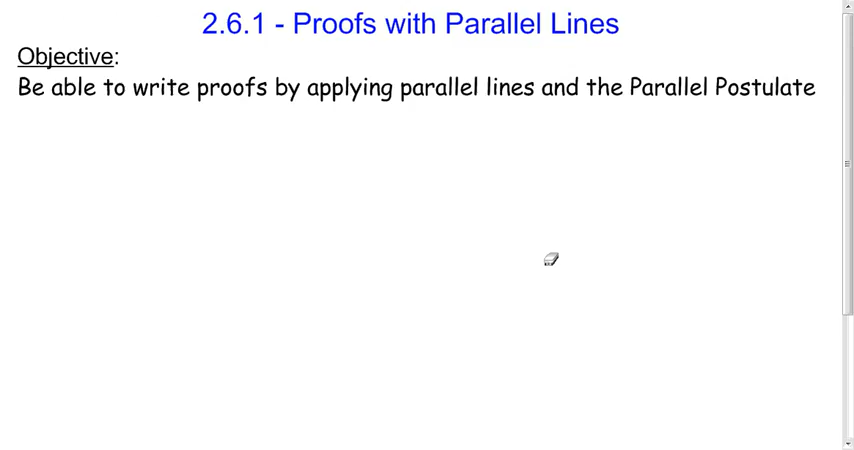 2.6.1 - Proofs with Parallel Lines
Objective:
Be able to write proofs by applying parallel lines and the Parallel Postulate